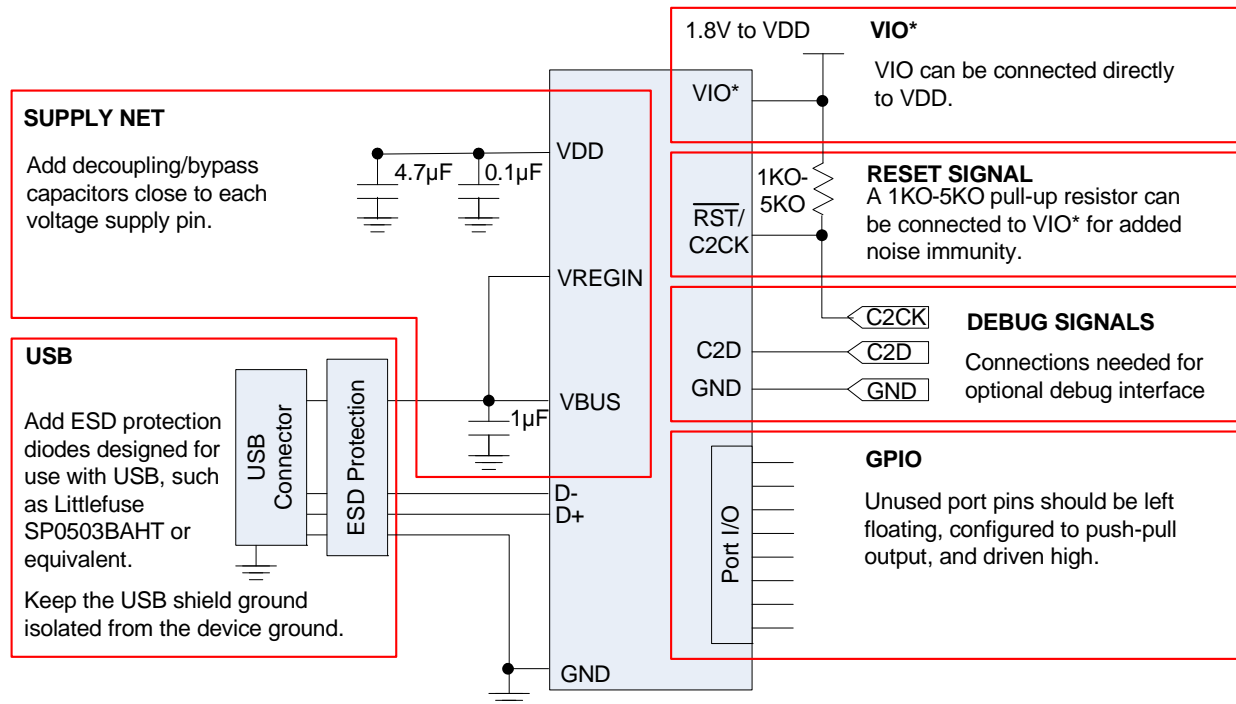 SUPPLY NET
Add decoupling/bypass
capacitors close to each
voltage supply pin.
4.7µF
0.1µF
VDD
VREGIN
VBUS
1µF
USB
Add ESD protection
diodes designed for
use with USB, such
as Littlefuse
SP0503BAHT or
equivalent.
Keep the USB shield ground
isolated from the device ground.
USB
Connector
ESD Protection
D-
D+
GND
1.8V to VDD
VIO*
VIO can be connected directly
to VDD.
VIO*
RESET SIGNAL
A 1KO-5KO pull-up resistor can
be connected to VIO* for added
noise immunity.
1KO-
5KO
RST/
C2CK
C2CK
DEBUG SIGNALS
Connections needed for
optional debug interface
C2D
C2D
GND
GND
GPIO
Unused port pins should be left
floating, configured to push-pull
output, and driven high.
Port I/O